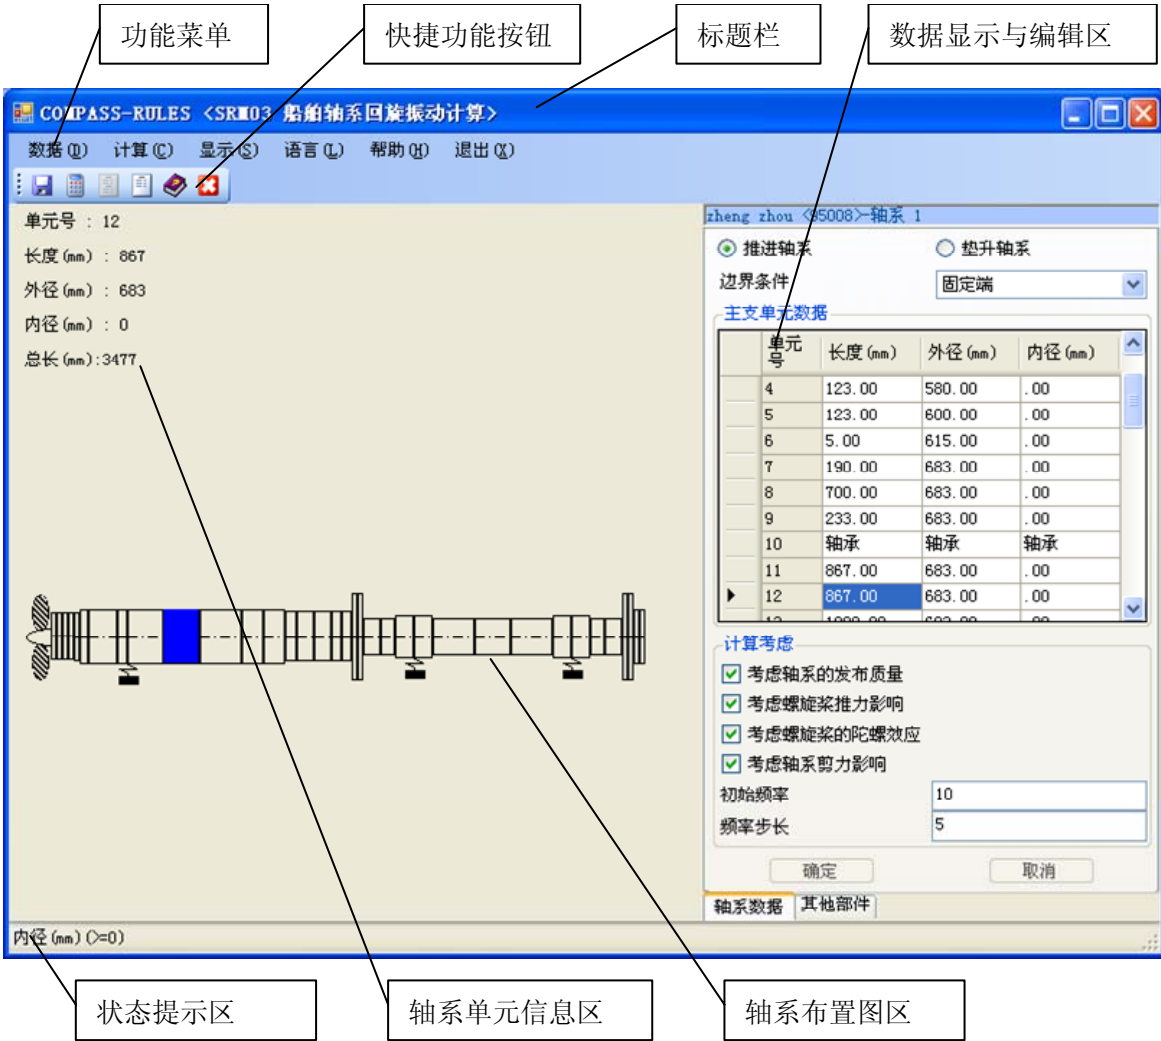 功能菜单
快捷功能按钮
标题栏
数据显示与编辑区
COMPASS-RULES <SRM03 船舶轴系回旋振动计算>
数据(D) 计算(C) 显示(S) 语言(L) 帮助(H) 退出(X)
单元号 : 12
长度(mm) : 867
外径(mm) : 683
内径(mm) : 0
总长(mm):3477
zheng zhou <95008>-轴系 1
推进轴系 垫升轴系
边界条件 固定端
主支单元数据
单元号 长度(mm) 外径(mm) 内径(mm)
4 123.00 580.00 .00
5 123.00 600.00 .00
6 5.00 615.00 .00
7 190.00 683.00 .00
8 700.00 683.00 .00
9 233.00 683.00 .00
10 轴承 轴承 轴承
11 867.00 683.00 .00
12 867.00 683.00 .00
计算考虑
考虑轴系的发布质量
考虑螺旋桨推力影响
考虑螺旋桨的陀螺效应
考虑轴系剪力影响
初始频率 10
频率步长 5
确定 取消
轴系数据 其他部件
内径(mm)(>=0)
状态提示区
轴系单元信息区
轴系布置图区